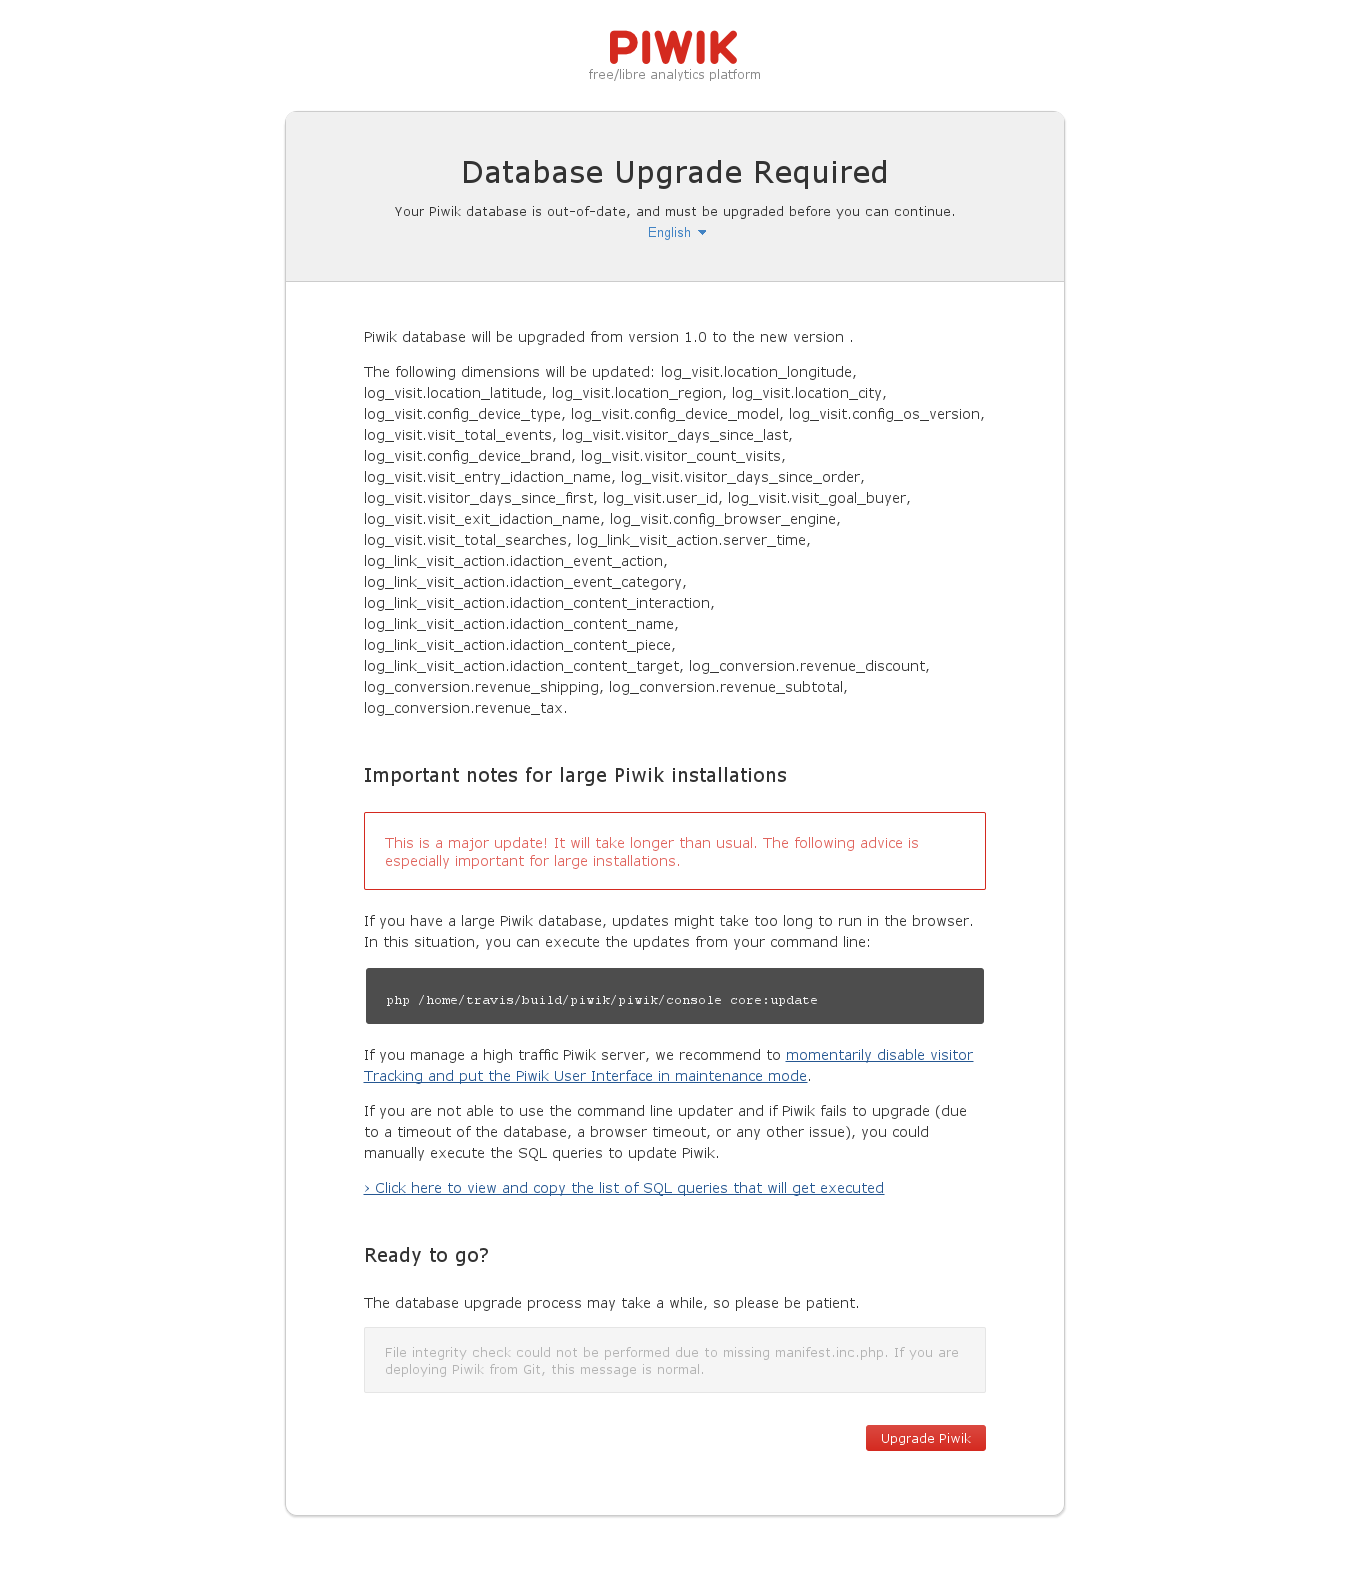 PIWIK
free/libre analytics platform
Database Upgrade Required
Your Piwik database is out-of-date, and must be upgraded before you can continue.
English
Piwik database will be upgraded from version 1.0 to the new version .
The following dimensions will be updated: log_visit.location_longitude,
log_visit.location_latitude, log_visit.location_region, log_visit.location_city,
log_visit.config_device_type, log_visit.config_device_model, log_visit.config_os_version,
log_visit.visit_total_events, log_visit.visitor_days_since_last,
log_visit.config_device_brand, log_visit.visitor_count_visits,
log_visit.visit_entry_idaction_name, log_visit.visitor_days_since_order,
log_visit.visitor_days_since_first, log_visit.user_id, log_visit.visit_goal_buyer,
log_visit.visit_exit_idaction_name, log_visit.config_browser_engine,
log_visit.visit_total_searches, log_link_visit_action.server_time,
log_link_visit_action.idaction_event_action,
log_link_visit_action.idaction_event_category,
log_link_visit_action.idaction_content_interaction,
log_link_visit_action.idaction_content_name,
log_link_visit_action.idaction_content_piece,
log_link_visit_action.idaction_content_target, log_conversion.revenue_discount,
log_conversion.revenue_shipping, log_conversion.revenue_subtotal,
log_conversion.revenue_tax.
Important notes for large Piwik installations
This is a major update! It will take longer than usual. The following advice is
especially important for large installations.
If you have a large Piwik database, updates might take too long to run in the browser.
In this situation, you can execute the updates from your command line:
php /home/travis/build/piwik/piwik/console core:update
If you manage a high traffic Piwik server, we recommend to momentarily disable visitor
Tracking and put the Piwik User Interface in maintenance mode.
If you are not able to use the command line updater and if Piwik fails to upgrade (due
to a timeout of the database, a browser timeout, or any other issue), you could
manually execute the SQL queries to update Piwik.
› Click here to view and copy the list of SQL queries that will get executed
Ready to go?
The database upgrade process may take a while, so please be patient.
File integrity check could not be performed due to missing manifest.inc.php. If you are
deploying Piwik from Git, this message is normal.
Upgrade Piwik